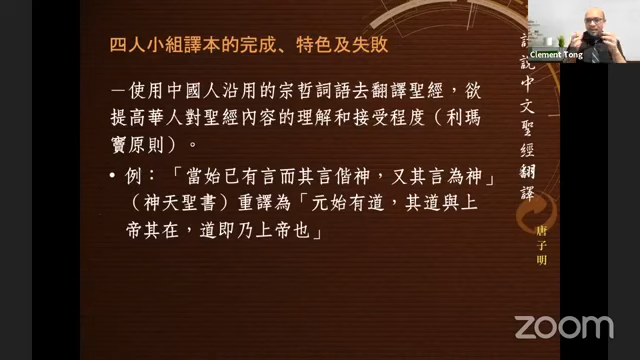 四人小組譯本的完成、特色及失敗
－使用中國人沿用的宗哲詞語去翻譯聖經，欲
提高華人對聖經內容的理解和接受程度（利瑪
竇原則）。
• 例：「當始已有言而其言偕神，又其言為神」
（神天聖書）重譯為「元始有道，其道與上
帝其在，道即乃上帝也」
說中文聖經翻譯
唐子明
Clement Tong
zoom